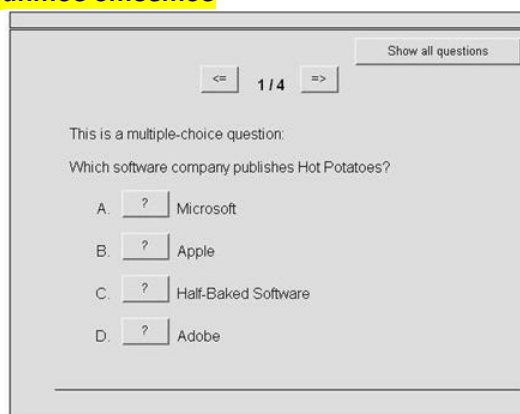 Show all questions
<= 1 / 4 =>
This is a multiple-choice question:
Which software company publishes Hot Potatoes?
A. ? Microsoft
B. ? Apple
C. ? Half-Baked Software
D. ? Adobe